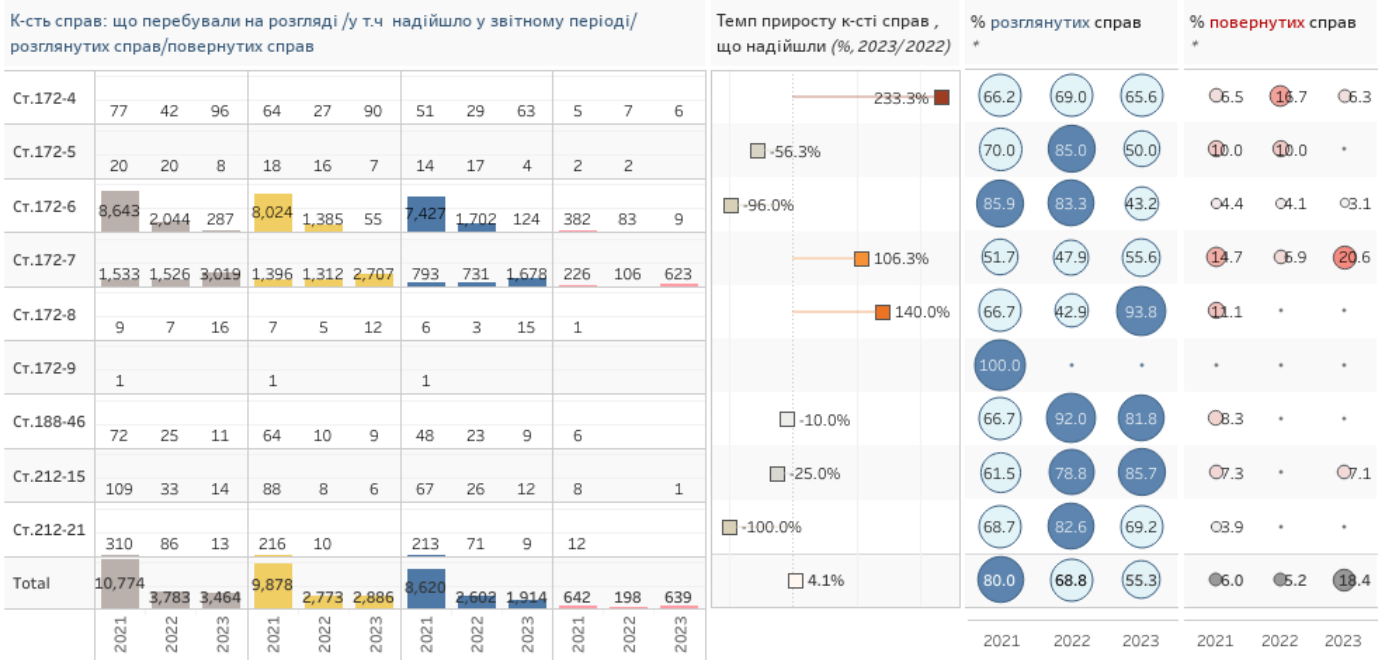 К-сть справ: що перебували на розгляді /у т.ч надійшло у звітному періоді/
розглянутих справ/повернутих справ
Темп приросту к-сті справ ,
що надійшли (%, 2023/2022)
% розглянутих справ
*
% повернутих справ
*
Ст.172-4 77 42 96 64 27 90 51 29 63 5 7 6 233.3% 66.2 69.0 65.6 6.5 16.7 6.3
Ст.172-5 20 20 8 18 16 7 14 17 4 2 2 -56.3% 70.0 85.0 50.0 10.0 10.0
Ст.172-6 8,643 2,044 287 8,024 1,385 55 7,427 1,702 124 382 83 9 -96.0% 85.9 83.3 43.2 4.4 4.1 3.1
Ст.172-7 1,533 1,526 3,019 1,396 1,312 2,707 793 731 1,678 226 106 623 106.3% 51.7 47.9 55.6 14.7 6.9 20.6
Ст.172-8 9 7 16 7 5 12 6 3 15 1 140.0% 66.7 42.9 93.8 11.1
Ст.172-9 1 1 1 100.0
Ст.188-46 72 25 11 64 10 9 48 23 9 6 -10.0% 66.7 92.0 81.8 8.3
Ст.212-15 109 33 14 88 8 6 67 26 12 8 1 -25.0% 61.5 78.8 85.7 7.3 7.1
Ст.212-21 310 86 13 216 10 213 71 9 12 -100.0% 68.7 82.6 69.2 3.9
Total 10,774 3,783 3,464 9,878 2,773 2,886 8,620 2,602 1,914 642 198 639 4.1% 80.0 68.8 55.3 6.0 5.2 18.4
2021 2022 2023 2021 2022 2023 2021 2022 2023 2021 2022 2023 2021 2022 2023 2021 2022 2023